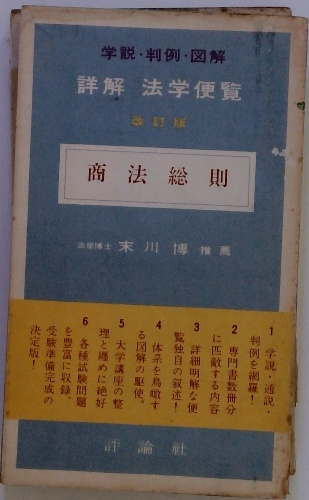 学説・判例・図解
詳解 法学便覧
改訂版
商法総則
法学博士 末川博 推薦
1 学説・通説・
判例を網羅!
2 専門書数冊分
に匹敵する内容
3 詳細明解な便
覧独自の叙述!
4 体系を鳥瞰す
る図解の駆使。
5 大学講座の整
理と纏めに絶好
6 各種試験問題
を豊富に収録、
受験準備完成の
決定版!
評論社